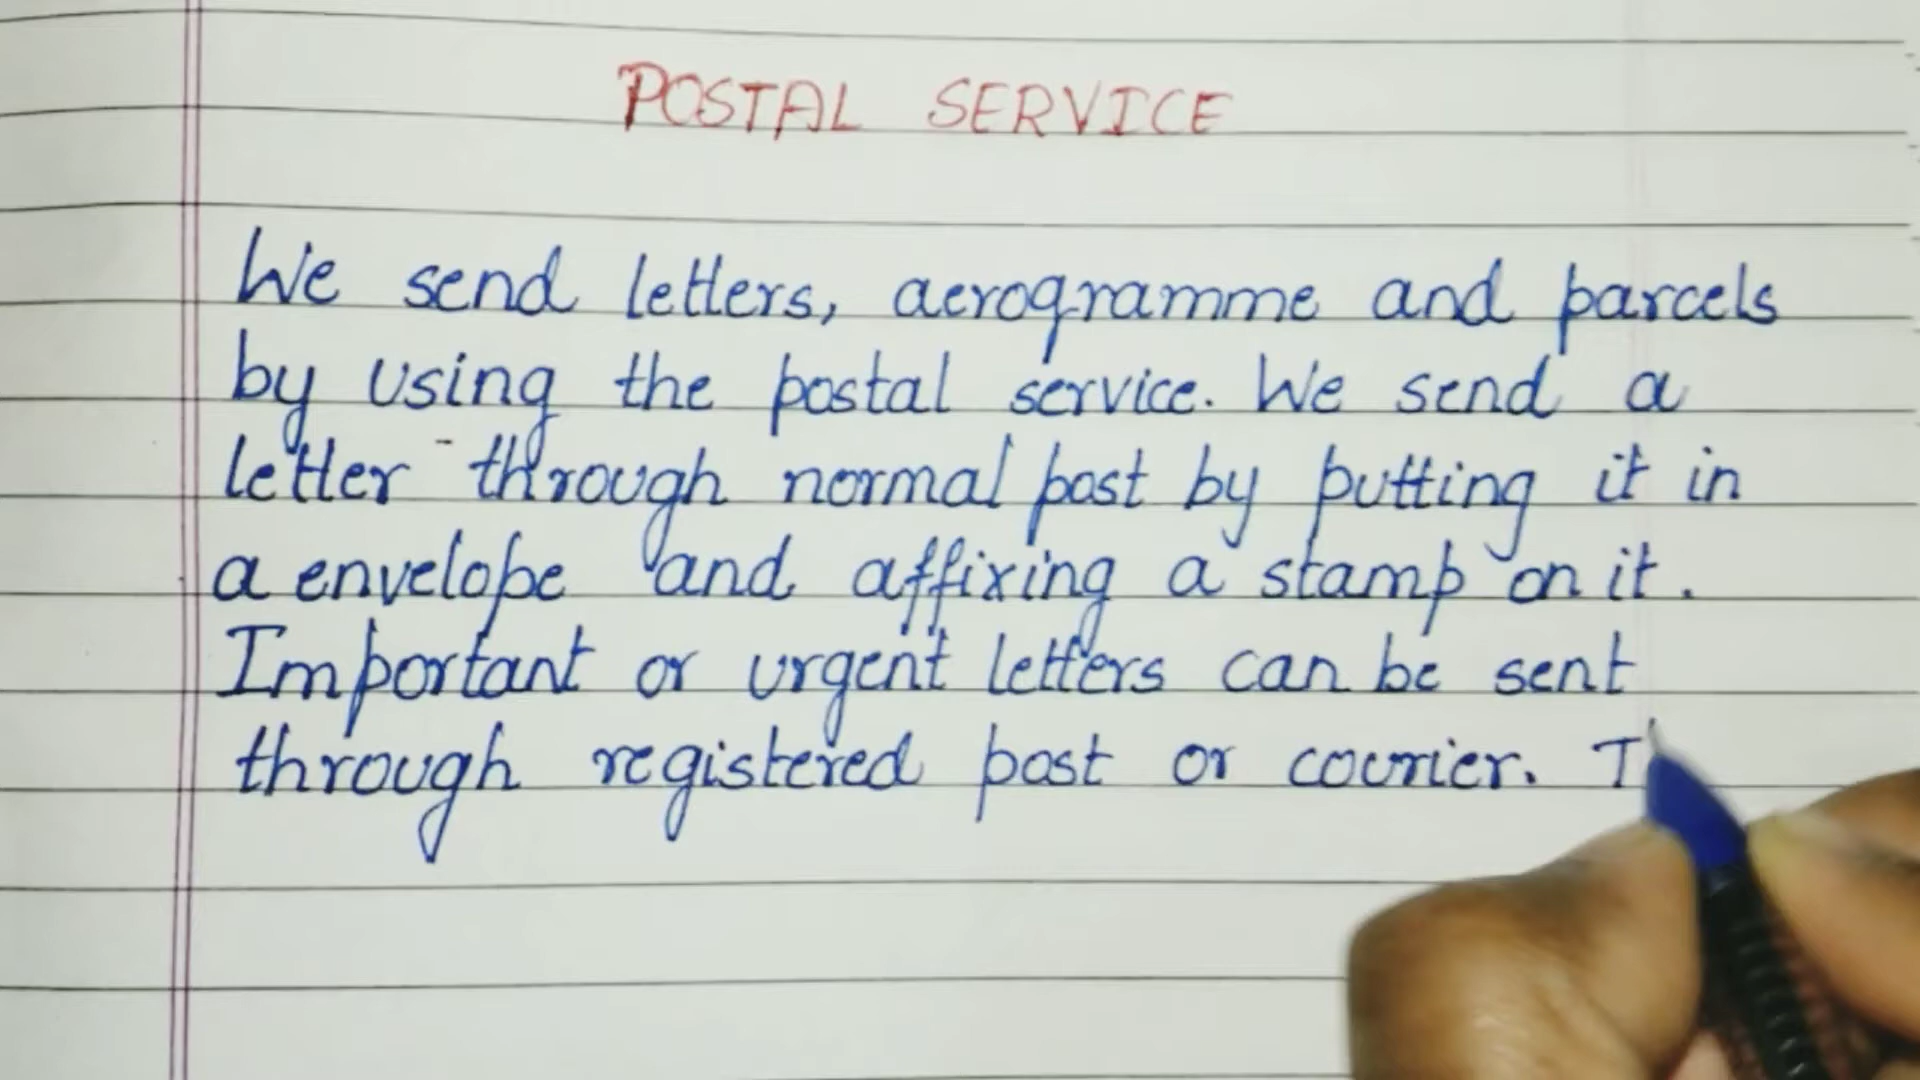 POSTAL SERVICE
We send letters, aerogramme and parcels
by using the postal service. We send a
letter through normal post by putting it in
a envelope and affixing a stamp on it.
Important or urgent letters can be sent
through registered post or courier. T